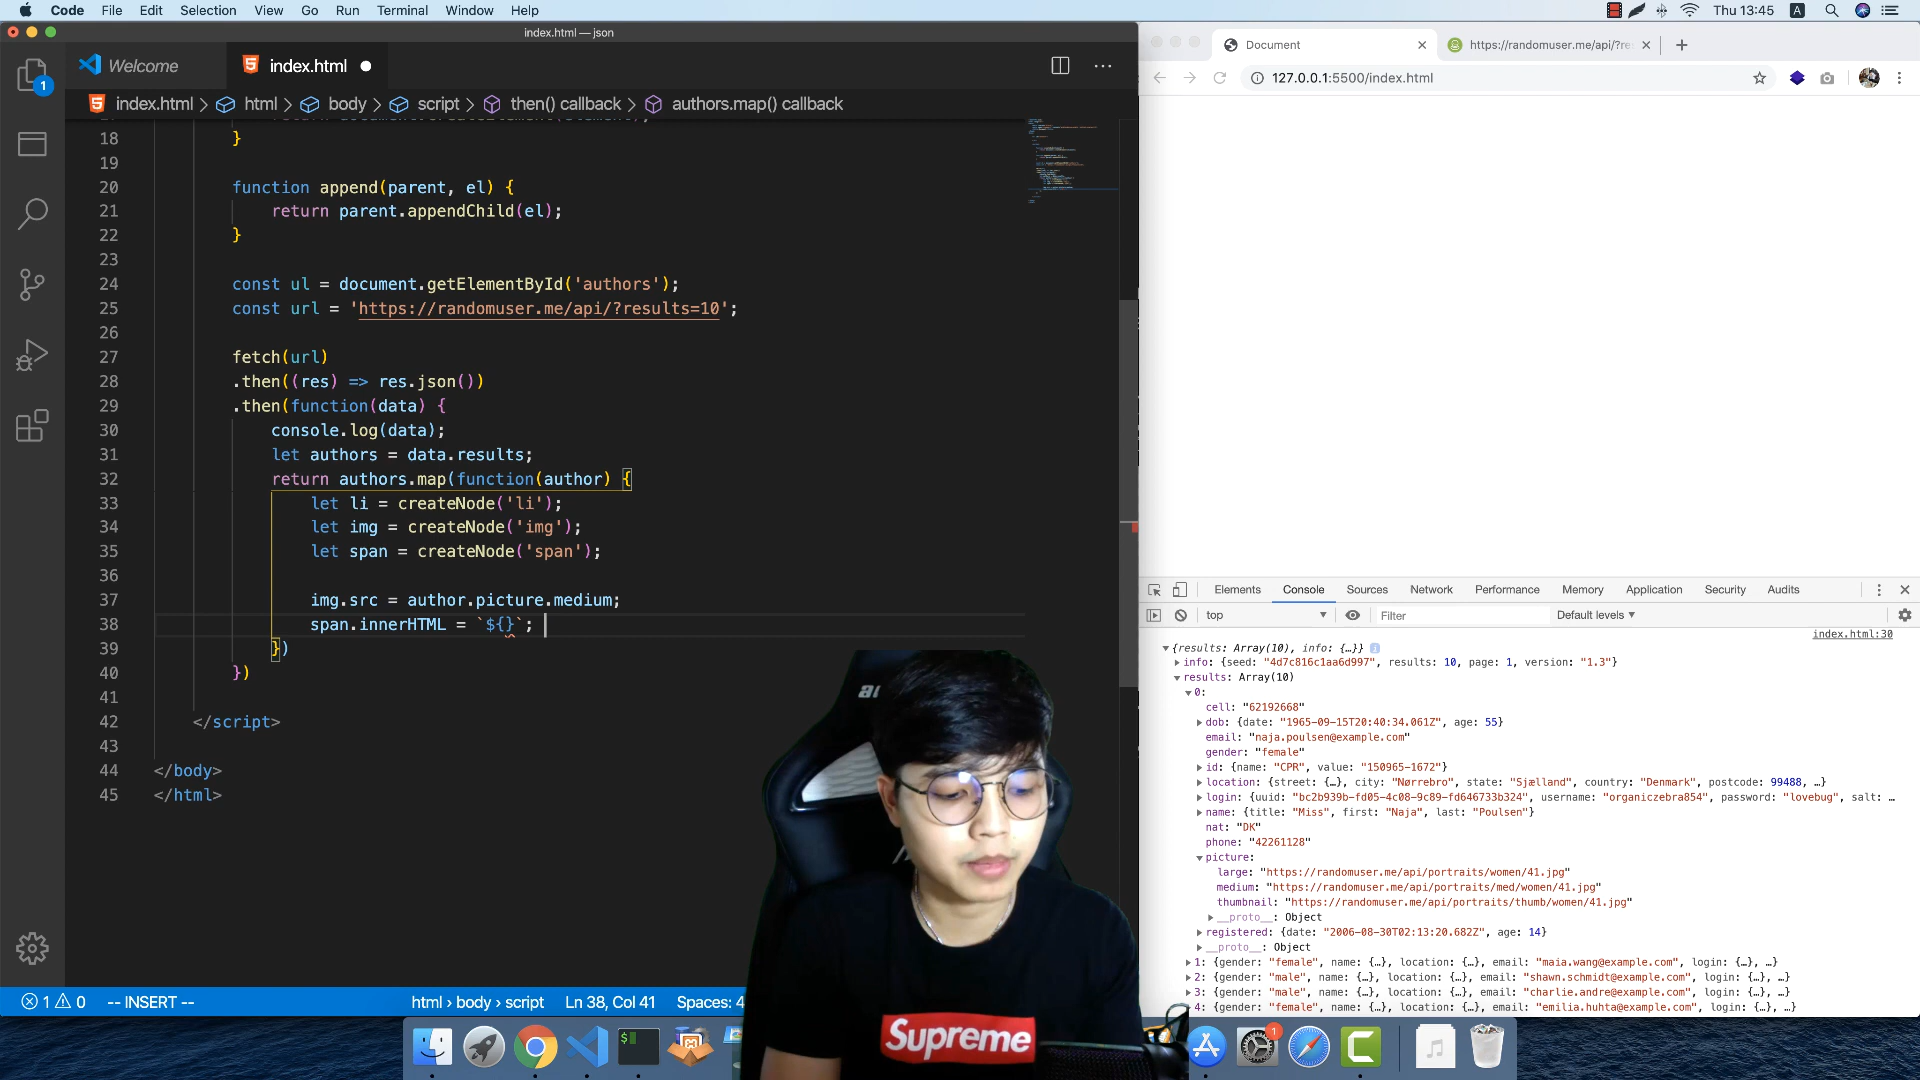 Code File Edit Selection View Go Run Terminal Window Help Thu 13:45 A
index.html — json
Welcome index.html
Document https://randomuser.me/api/?re
127.0.0.1:5500/index.html
1
index.html > html > body > script > then() callback > authors.map() callback
18 }
19
20 function append(parent, el) {
21 return parent.appendChild(el);
22 }
23
24 const ul = document.getElementById('authors');
25 const url = 'https://randomuser.me/api/?results=10';
26
27 fetch(url)
28 .then((res) => res.json())
29 .then(function(data) {
30 console.log(data);
31 let authors = data.results;
32 return authors.map(function(author) {
33 let li = createNode('li');
34 let img = createNode('img');
35 let span = createNode('span');
36
37 img.src = author.picture.medium;
38 span.innerHTML = `${}`;
39 })
40 })
41
42 </script>
43
44 </body>
45 </html>
Elements Console Sources Network Performance Memory Application Security Audits
top Filter Default levels
index.html:30
{results: Array(10), info: {…}}
info: {seed: "4d7c816c1aa6d997", results: 10, page: 1, version: "1.3"}
results: Array(10)
0:
cell: "62192668"
dob: {date: "1965-09-15T20:40:34.061Z", age: 55}
email: "naja.poulsen@example.com"
gender: "female"
id: {name: "CPR", value: "150965-1672"}
location: {street: {…}, city: "Nørrebro", state: "Sjælland", country: "Denmark", postcode: 99488, …}
login: {uuid: "bc2b939b-fd05-4c08-9c89-fd646733b324", username: "organiczebra854", password: "lovebug", salt: …
name: {title: "Miss", first: "Naja", last: "Poulsen"}
nat: "DK"
phone: "42261128"
picture:
large: "https://randomuser.me/api/portraits/women/41.jpg"
medium: "https://randomuser.me/api/portraits/med/women/41.jpg"
thumbnail: "https://randomuser.me/api/portraits/thumb/women/41.jpg"
__proto__: Object
registered: {date: "2006-08-30T02:13:20.682Z", age: 14}
__proto__: Object
1: {gender: "female", name: {…}, location: {…}, email: "maia.wang@example.com", login: {…}, …}
2: {gender: "male", name: {…}, location: {…}, email: "shawn.schmidt@example.com", login: {…}, …}
3: {gender: "male", name: {…}, location: {…}, email: "charlie.andre@example.com", login: {…}, …}
4: {gender: "female", name: {…}, location: {…}, email: "emilia.huhta@example.com", login: {…}, …}
1 0 -- INSERT -- html > body > script Ln 38, Col 41 Spaces: 4
Supreme
$
1